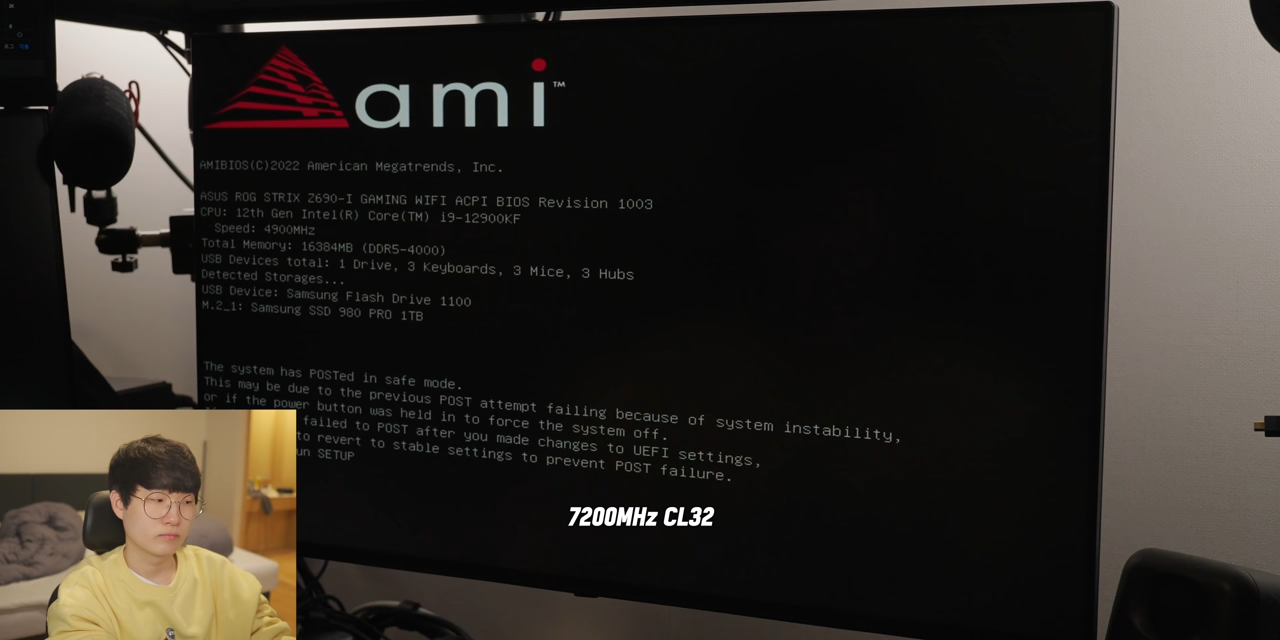 ami™
AMIBIOS(C)2022 American Megatrends, Inc.
ASUS ROG STRIX Z690-I GAMING WIFI ACPI BIOS Revision 1003
CPU: 12th Gen Intel(R) Core(TM) i9-12900KF
Speed: 4900MHz
Total Memory: 16384MB (DDR5-4000)
USB Devices total: 1 Drive, 3 Keyboards, 3 Mice, 3 Hubs
Detected Storages...
USB Device: Samsung Flash Drive 1100
M.2_1: Samsung SSD 980 PRO 1TB
The system has POSTed in safe mode.
This may be due to the previous POST attempt failing because of system instability,
or if the power button was held in to force the system off.
failed to POST after you made changes to UEFI settings,
to revert to stable settings to prevent POST failure.
un SETUP
7200MHz CL32